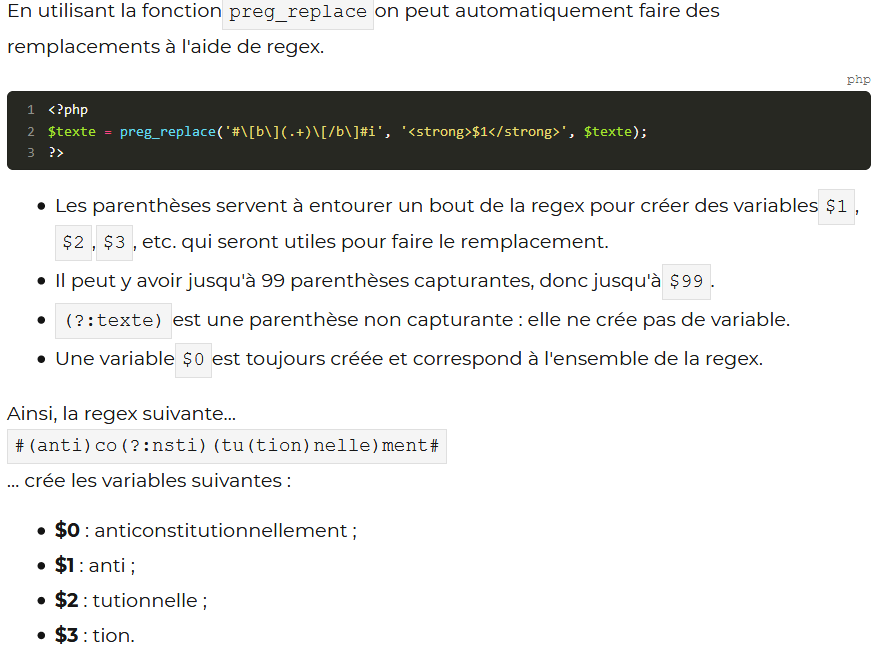 En utilisant la fonction preg_replace on peut automatiquement faire des
remplacements à l'aide de regex.
php
1 <?php
2 $texte = preg_replace('#\[b\](.+)\[/b\]#i', '<strong>$1</strong>', $texte);
3 ?>
• Les parenthèses servent à entourer un bout de la regex pour créer des variables $1 ,
$2 , $3 , etc. qui seront utiles pour faire le remplacement.
• Il peut y avoir jusqu'à 99 parenthèses capturantes, donc jusqu'à $99 .
• (?:texte) est une parenthèse non capturante : elle ne crée pas de variable.
• Une variable $0 est toujours créée et correspond à l'ensemble de la regex.
Ainsi, la regex suivante...
#(anti)co(?:nsti)(tu(tion)nelle)ment#
... crée les variables suivantes :
• $0 : anticonstitutionnellement ;
• $1 : anti ;
• $2 : tutionnelle ;
• $3 : tion.